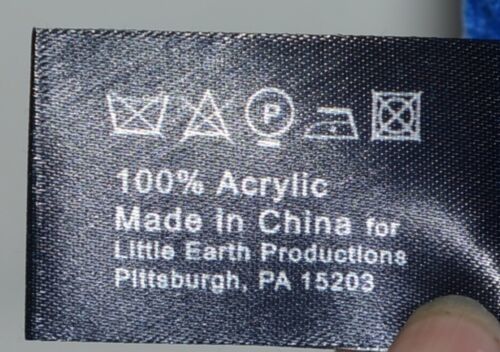 P
100% Acrylic
Made in China for
Little Earth Productions
Pittsburgh, PA 15203